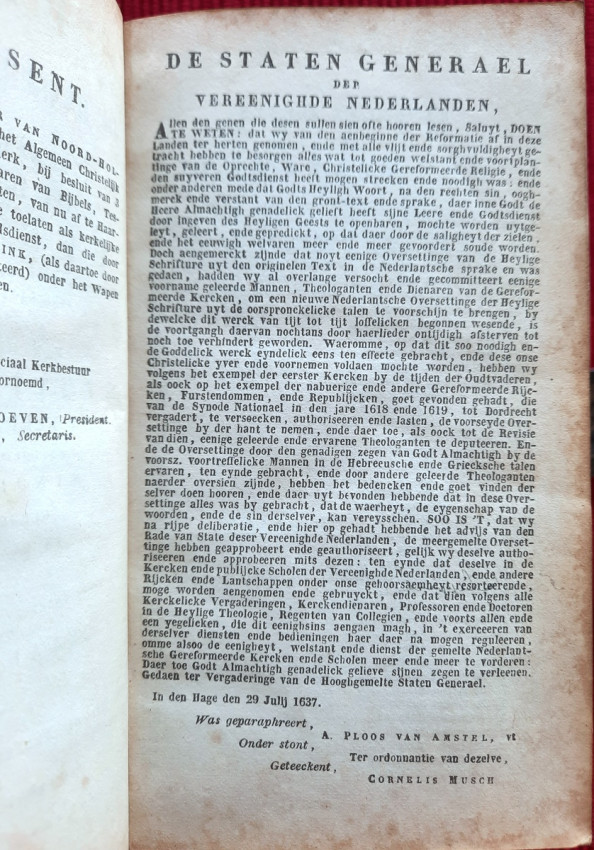 SENT.
R VAN NOORD-HOL-
het Algemeen Christelijk
erk, bij besluit van 3
aren van Bijbels, Tes-
ten, van nu af te Haar-
e toelaten als kerkelijke
dsdienst, dan die door
INK, (als daartoe door
ceerd) onder het Wapen
en.
ciaal Kerkbestuur
oornoemd,
OEVEN, President.
, Secretaris.
DE STATEN GENERAEL
DER
VEREENIGHDE NEDERLANDEN,
Allen den genen die desen sullen sien ofte hooren lesen, Saluyt, DOEN
TE WETEN: dat wy van den aenbeginne der Reformatie af in deze
Landen ter herten genomen, ende met alle vlijt ende sorghvuldigheyt ge-
tracht hebben te besorgen alles wat tot goeden welstant ende voortplan-
tinge van de Oprechte, Ware, Christelicke Gereformeerde Religie, ende
den suyveren Godtsdienst heeft mogen strecken ende noodigh was: ende
onder anderen mede dat Godts Heyligh Woort, na den rechten sin, oogh-
merck ende verstant van den gront-text ende sprake, daer inne Godt de
Heere Almachtigh genadelick gelieft heeft sijne Leere ende Godtsdienst
door Ingeven des Heyligen Geests te openbaren, mochte worden uytge-
leyt, geleert, ende gepredickt, op dat daer door de saligheyt der zielen,
ende het eeuwigh welvaren meer ende meer gevoordert soude worden.
Doch aengemerckt zijnde dat noyt eenige Oversettinge van de Heylige
Schrifture uyt den originelen Text in de Nederlantsche sprake en was
gedaen, hadden wy al overlange versocht ende gecommitteert eenige
voorname geleerde Mannen, Theologanten ende Dienaren van de Gerefor-
meerde Kercken, om een nieuwe Nederlantsche Oversettinge der Heylige
Schrifture uyt de oorspronckelicke talen te voorschijn te brengen, by
dewelcke dit werck van tijt tot tijt loffelicken begonnen wesende, is
de voortgangh daervan nochtans door haerlieder ontijdigh afsterven tot
noch toe verhindert geworden. Waeromme, op dat dit soo noodigh en-
de Goddelick werck eyndelick eens ten effecte gebracht, ende dese onse
Christelicke yver ende voornemen voldaen mochte worden, hebben wy
volgens het exempel der eerster Kercken by de tijden der Oudtvaderen,
als oock op het exempel der nabuerige ende andere Gereformeerde Rijc-
ken, Furstendommen, ende Republijcken, goet gevonden gehad, die
van de Synode Nationael in den jare 1618 ende 1619, tot Dordrecht
vergadert, te verseecken, authoriseren ende lasten, de voorseyde Over-
settinge by der hant te nemen, ende daer toe, als oock tot de Revisie
van dien, eenige geleerde ende ervarene Theologanten te deputeren. En-
de de Oversettinge door den genadigen zegen van Godt Almachtigh by de
voorsz. voortreffelicke Mannen in de Hebreeusche ende Grieksche talen
ervaren, ten eynde gebracht, ende door andere geleerde Theologanten
naerder oversien zijnde, hebben het bedencken ende goet vinden der
selver doen hooren, ende daer uyt bevonden hebbende dat in dese Over-
settinge alles was by gebracht, dat de waerheyt, de eygenschap van de
woorden, ende de sin derselver, kan vereysschen. SOO IS 'T, dat wy
na rijpe deliberatie, ende hier op gehadt hebbende het advijs van den
Rade van State deser Vereenighde Nederlanden, de meergemelte Overset-
tinge hebben geapprobeert ende geauthoriseert, gelijk wy deselve autho-
riseeren ende approberen mits dezen: ten eynde dat deselve in de
Kercken ende publijcke Scholen der Vereenighde Nederlanden, ende andere
Rijcken ende Lantschappen onder onse gehoorsaemheyt resorteerende,
moge worden aengenomen ende gebruyckt, ende dat dien volgens alle
Kerckelicke Vergaderingen, Kerckendienaren, Professoren ende Doctoren
in de Heylige Theologie, Regenten van Collegien, ende voorts allen ende
een yegelicken, die dit eenighsins aengaen magh, in 't exerceeren van
derselver diensten ende bedieningen haer daer na mogen reguleeren,
omme alsoo de eenigheyt, welstant ende dienst der gemelte Nederlant-
sche Gereformeerde Kercken ende Scholen meer ende meer te vorderen:
Daer toe Godt Almachtigh genadelick gelieve sijnen zegen te verleenen.
Gedaen ter Vergaderinge van de Hooghgemelte Staten Generael.
In den Hage den 29 Julij 1637.
Was geparaphreert,
A. PLOOS VAN AMSTEL, vt
Onder stont,
Ter ordonnantie van dezelve,
Geteeckent,
CORNELIS MUSCH